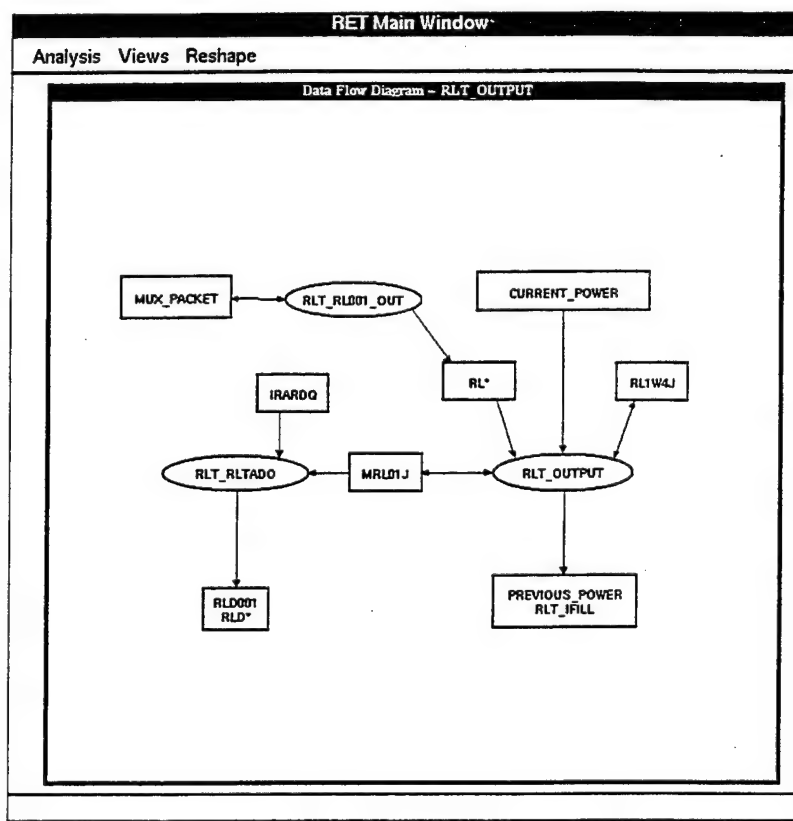 RET Main Window
Analysis Views Reshape
Data Flow Diagram – RLT_OUTPUT
MUX_PACKET
RLT_RL001_OUT
CURRENT_POWER
IRARDQ
RL*
RL1W4J
RLT_RLTADO
MRL01J
RLT_OUTPUT
RLD001
RLD*
PREVIOUS_POWER
RLT_IFILL